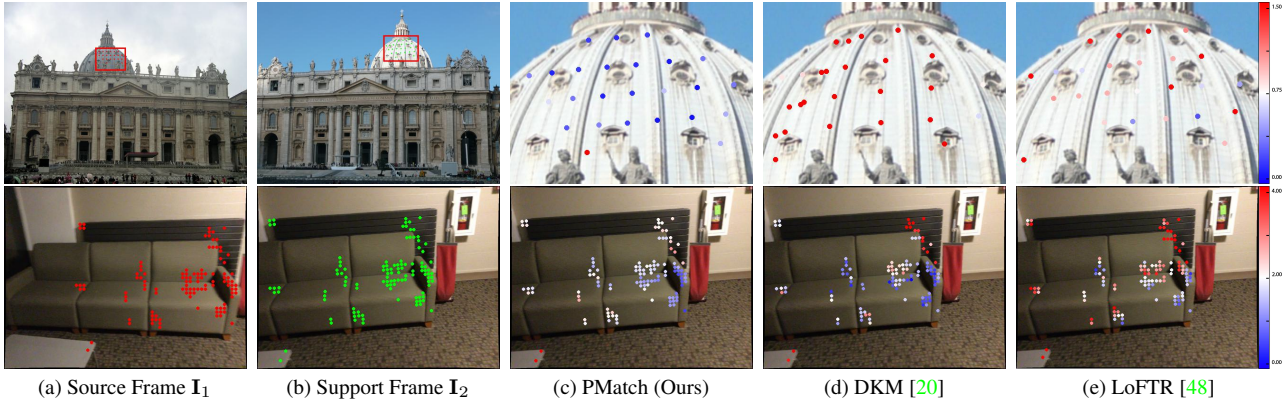 1.50
0.75
0.00
4.00
2.00
0.00
(a) Source Frame I₁
(b) Support Frame I₂
(c) PMatch (Ours)
(d) DKM [20]
(e) LoFTR [48]